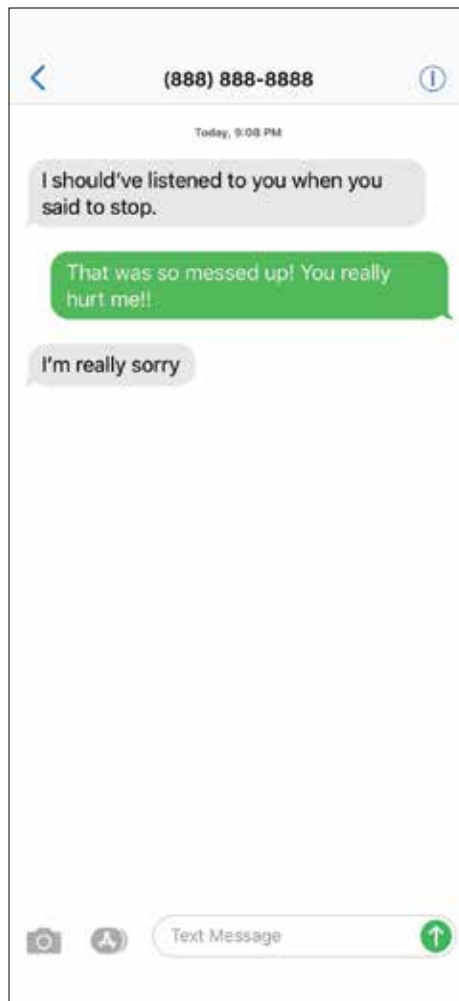 (888) 888-8888
Today, 9:08 PM
I should've listened to you when you
said to stop.
That was so messed up! You really
hurt me!!
I'm really sorry
Text Message